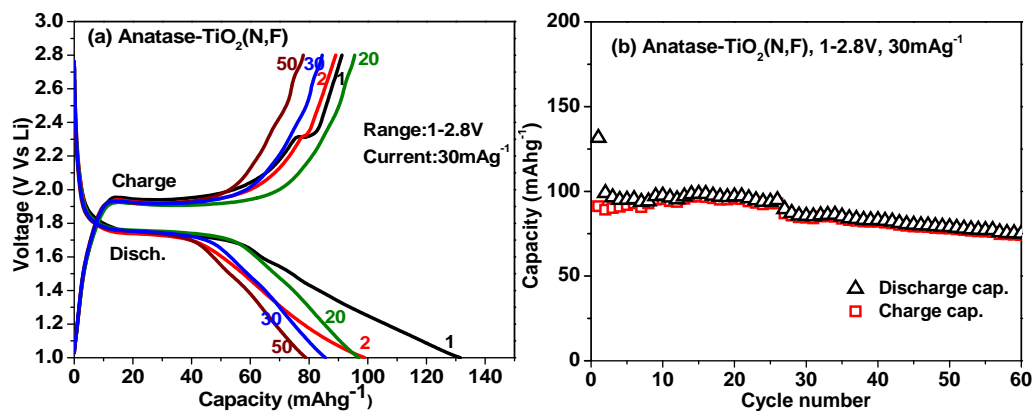 (a) Anatase-TiO2(N,F)
Voltage (V Vs Li)
3.0
2.8
2.6
2.4
2.2
2.0
1.8
1.6
1.4
1.2
1.0
50
30
2
1
20
Range:1-2.8V
Current:30mAg-1
Charge
Disch.
50
30
20
2
1
0 20 40 60 80 100 120 140
Capacity (mAhg-1)
(b) Anatase-TiO2(N,F), 1-2.8V, 30mAg-1
Capacity (mAhg-1)
200
150
100
50
0
Discharge cap.
Charge cap.
0 10 20 30 40 50 60
Cycle number